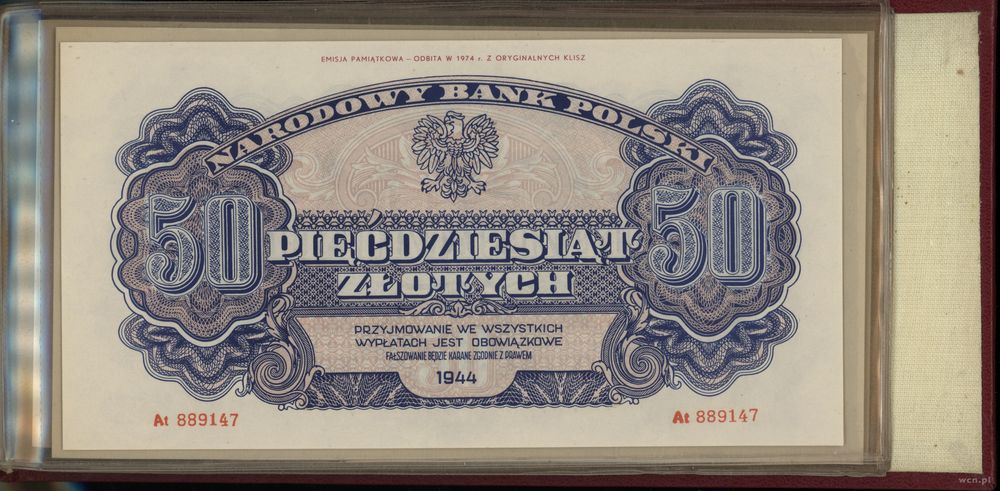 EMISJA PAMIĄTKOWA – ODBITA W 1974 r. Z ORYGINALNYCH KLISZ
NARODOWY BANK POLSKI
50 50
PIĘĆDZIESIĄT
ZŁOTYCH
PRZYJMOWANIE WE WSZYSTKICH
WYPŁATACH JEST OBOWIĄZKOWE
FAŁSZOWANIE BĘDZIE KARANE ZGODNIE Z PRAWEM
1944
At 889147 At 889147
wcn.pl